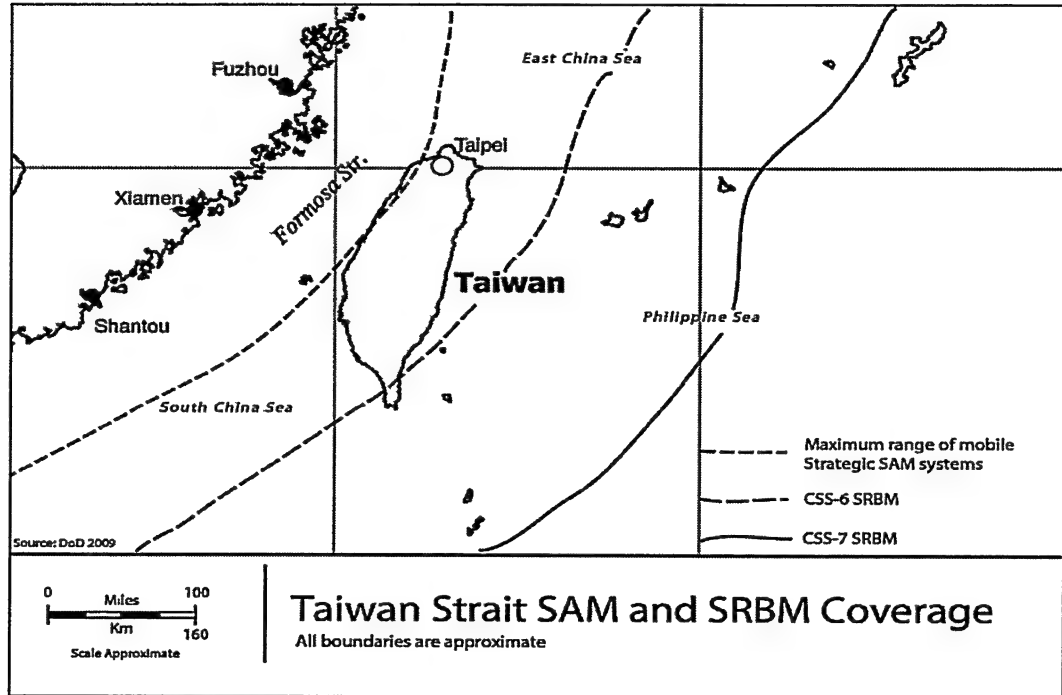 Fuzhou
East China Sea
Taipei
Formosa Str.
Xiamen
Taiwan
Shantou
Philippine Sea
South China Sea
Maximum range of mobile
Strategic SAM systems
CSS-6 SRBM
CSS-7 SRBM
Source: DoD 2009
0 100
Miles
Km
160
Scale Approximate
Taiwan Strait SAM and SRBM Coverage
All boundaries are approximate